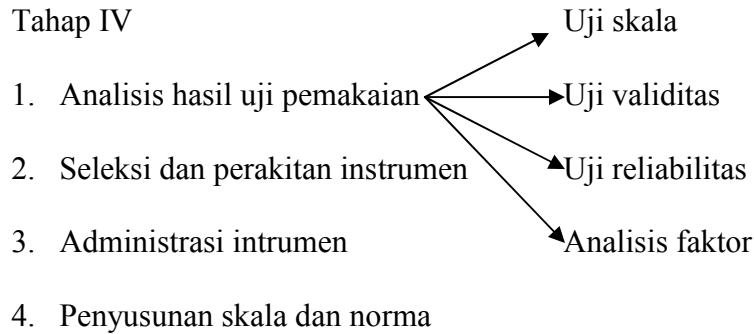 Tahap IV
Uji skala
1. Analisis hasil uji pemakaian
Uji validitas
2. Seleksi dan perakitan instrumen
Uji reliabilitas
3. Administrasi intrumen
Analisis faktor
4. Penyusunan skala dan norma